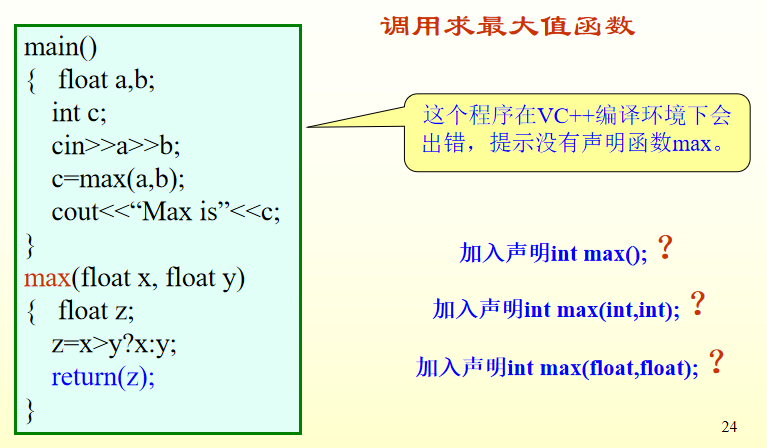 调用求最大值函数
main()
{ float a,b;
int c;
cin>>a>>b;
c=max(a,b);
cout<<“Max is”<<c;
}
max(float x, float y)
{ float z;
z=x>y?x:y;
return(z);
}
这个程序在VC++编译环境下会
出错，提示没有声明函数max。
加入声明int max(); ?
加入声明int max(int,int); ?
加入声明int max(float,float); ?
24